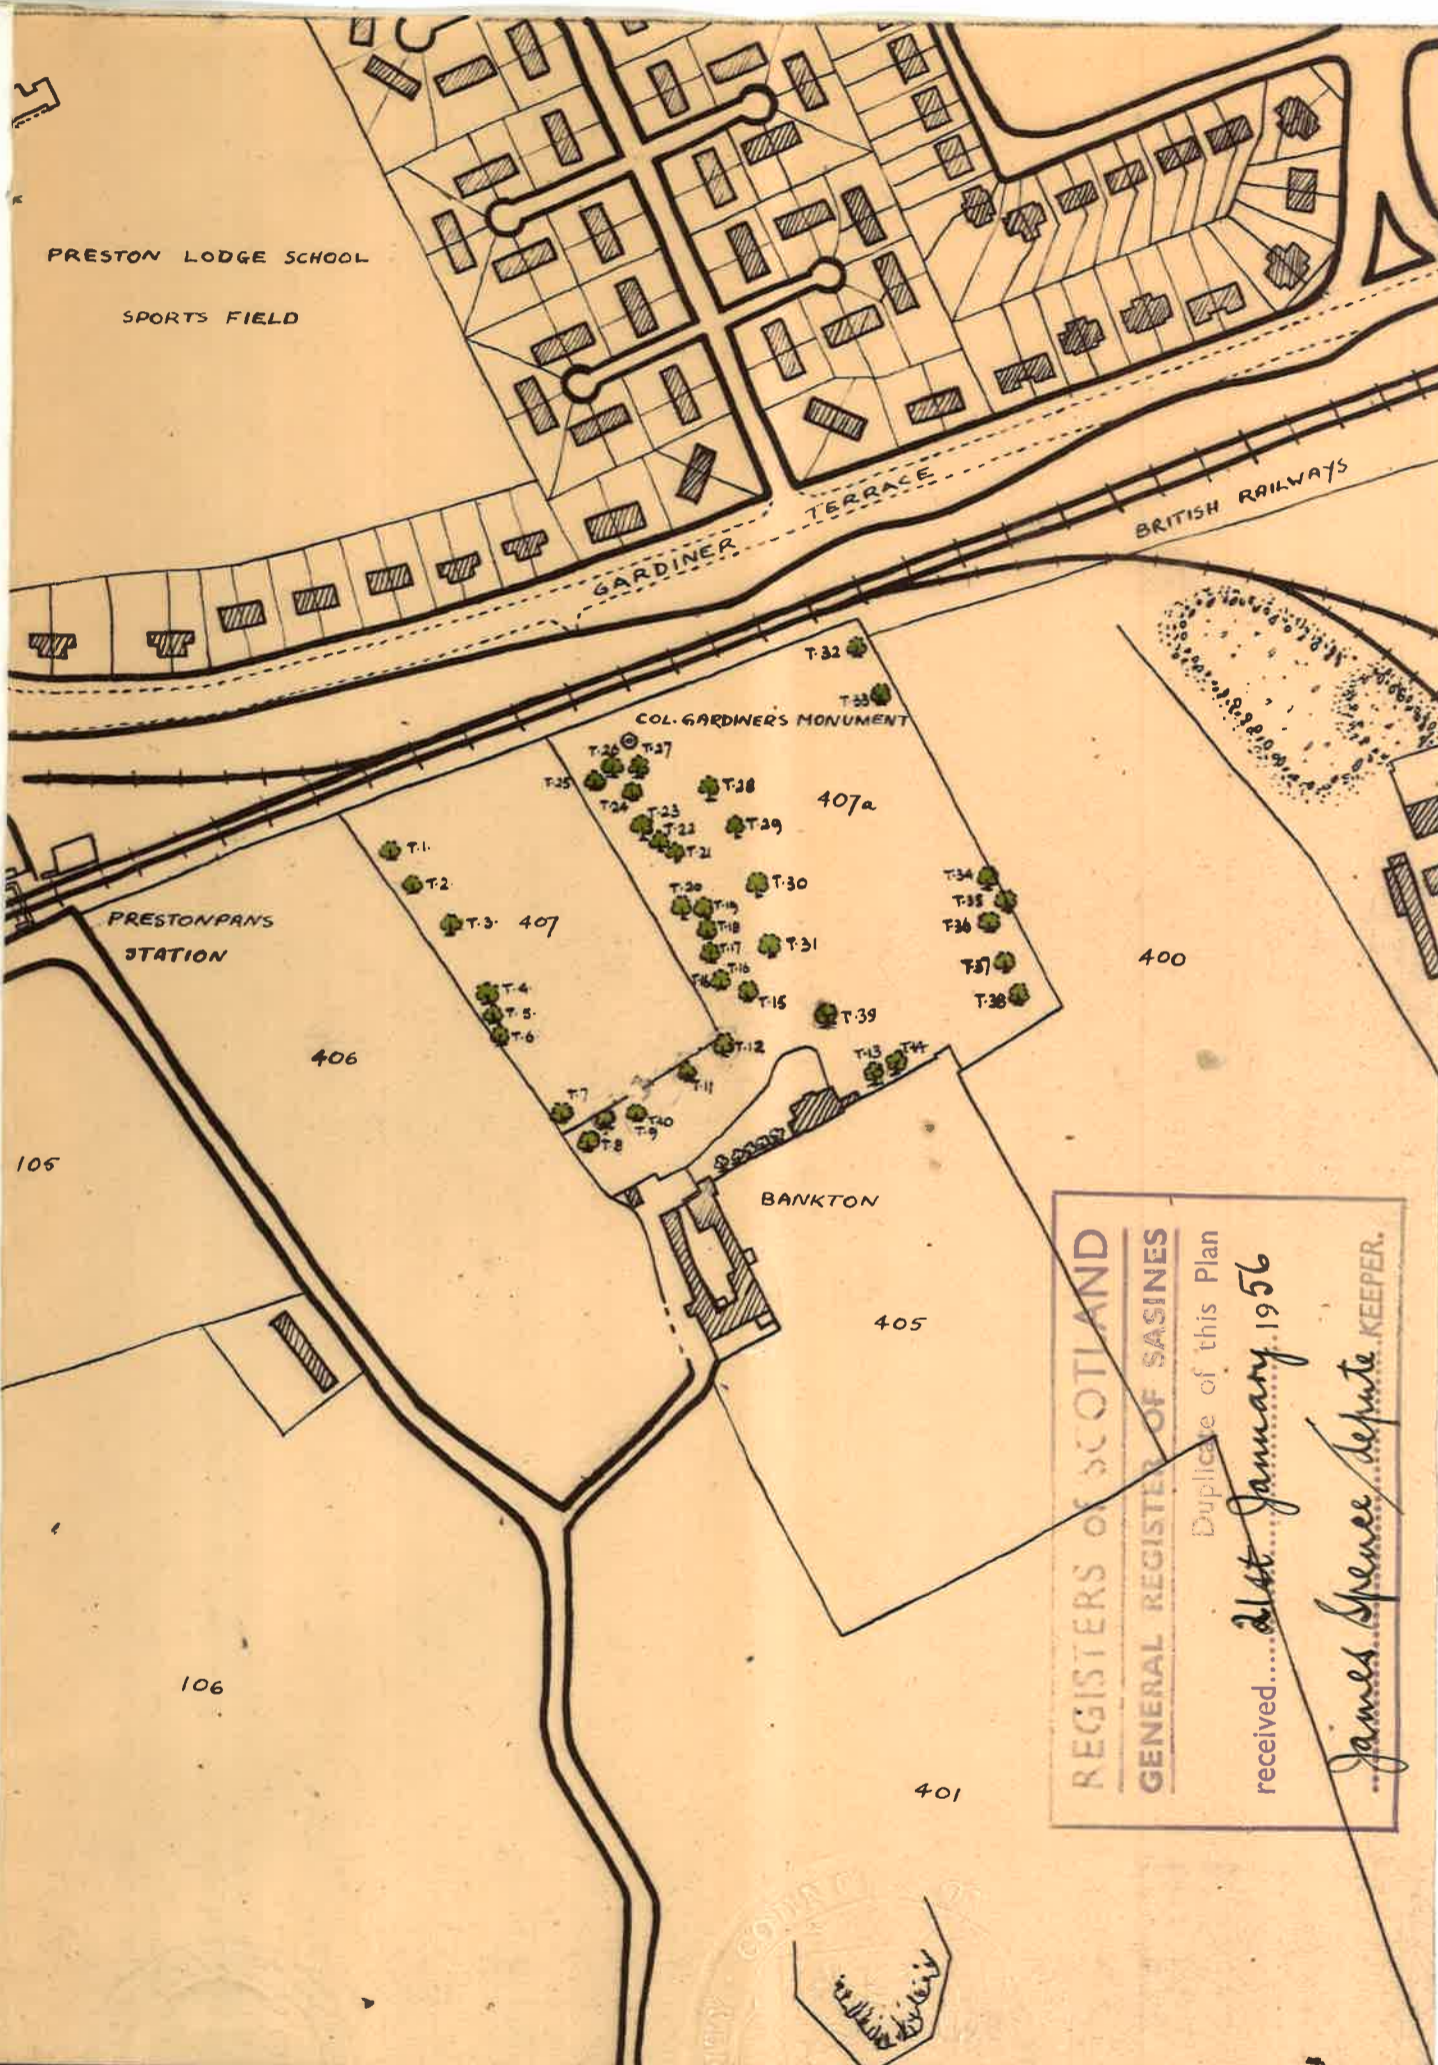 PRESTON LODGE SCHOOL
SPORTS FIELD
GARDINER TERRACE
BRITISH RAILWAYS
T.32
T.33
COL. GARDINERS MONUMENT
T.26
T.27
T.25
T.24
T.28
407a
T.23
T.22
T.29
T.21
T.1.
T.2.
T.3.
407
T.20
T.19
T.30
T.18
T.17
T.31
T.16
T.15
T.34
T.35
T.36
T.37
T.38
400
PRESTONPANS
STATION
T.4.
T.5.
T.6.
T.39
T.12
T.13
T.14
406
T.11
T.7
T.10
T.9
T.8
105
BANKTON
405
106
401
REGISTERS OF SCOTLAND
GENERAL REGISTER OF SASINES
Duplicate of this Plan
received 21st January 1956
James Spence / depute KEEPER.
COUNTY COUNCIL OF